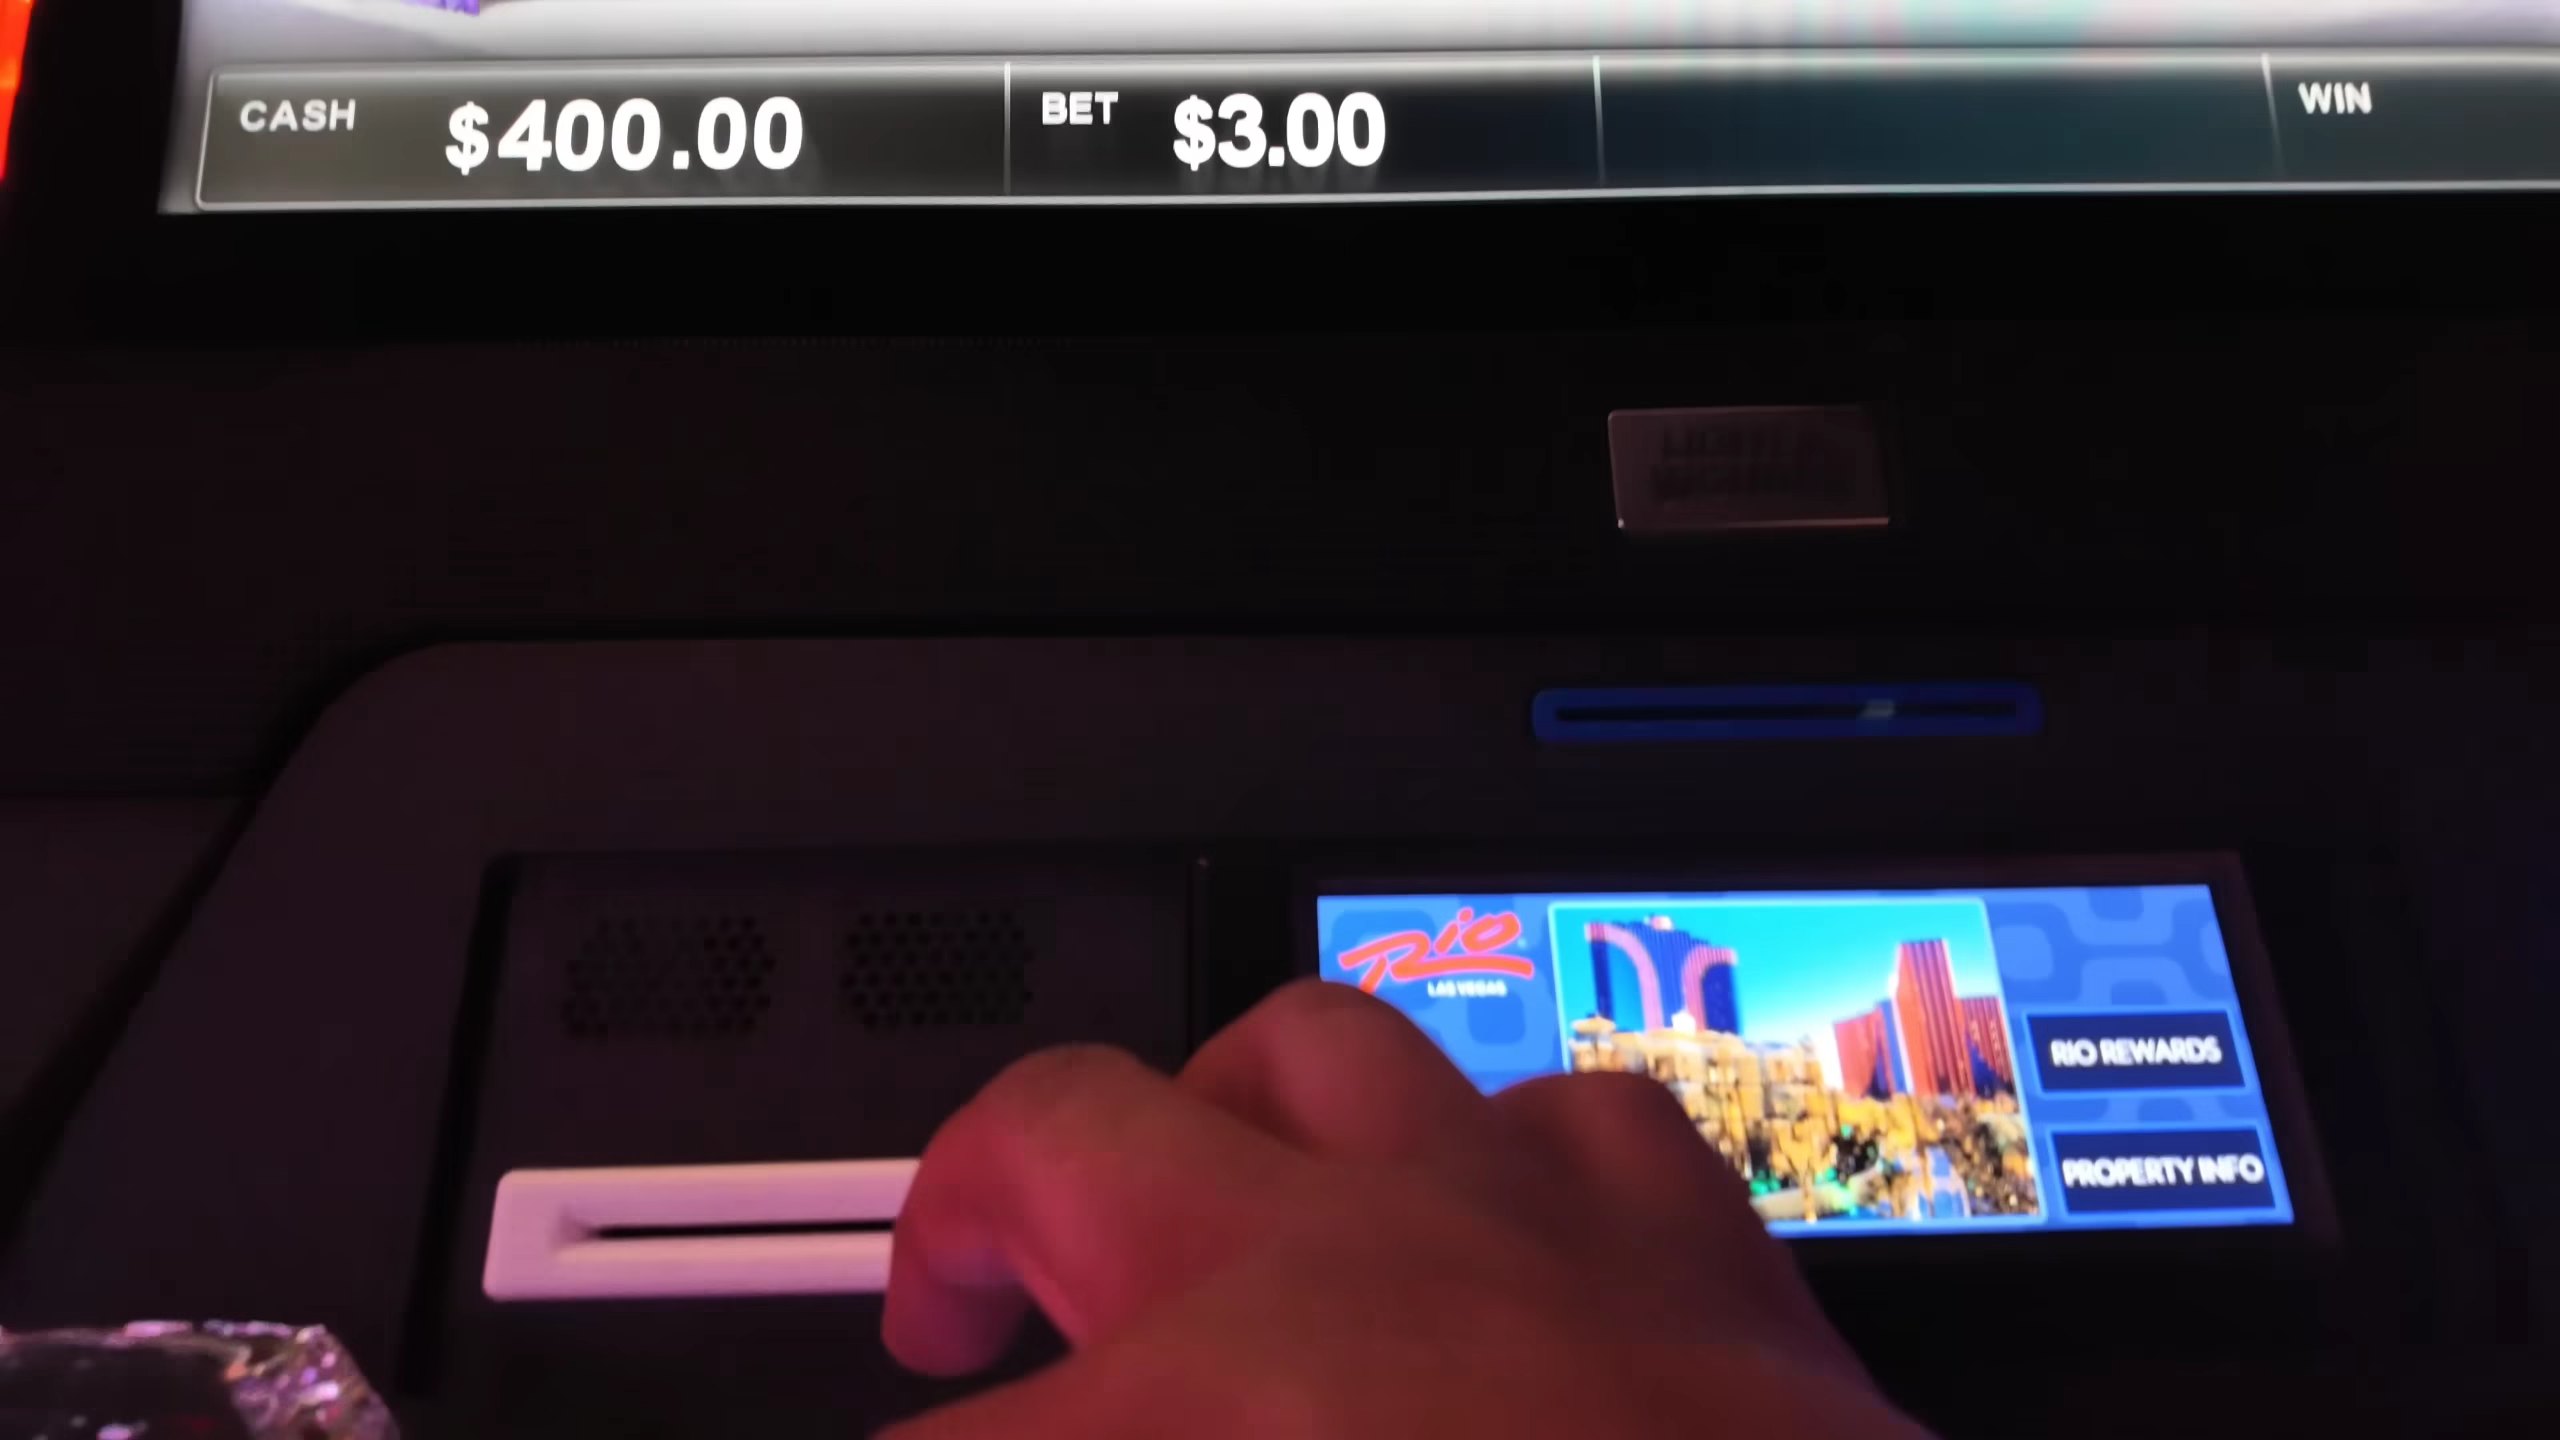 CASH $400.00 BET $3.00 WIN
Rio
LAS VEGAS
RIO REWARDS
PROPERTY INFO